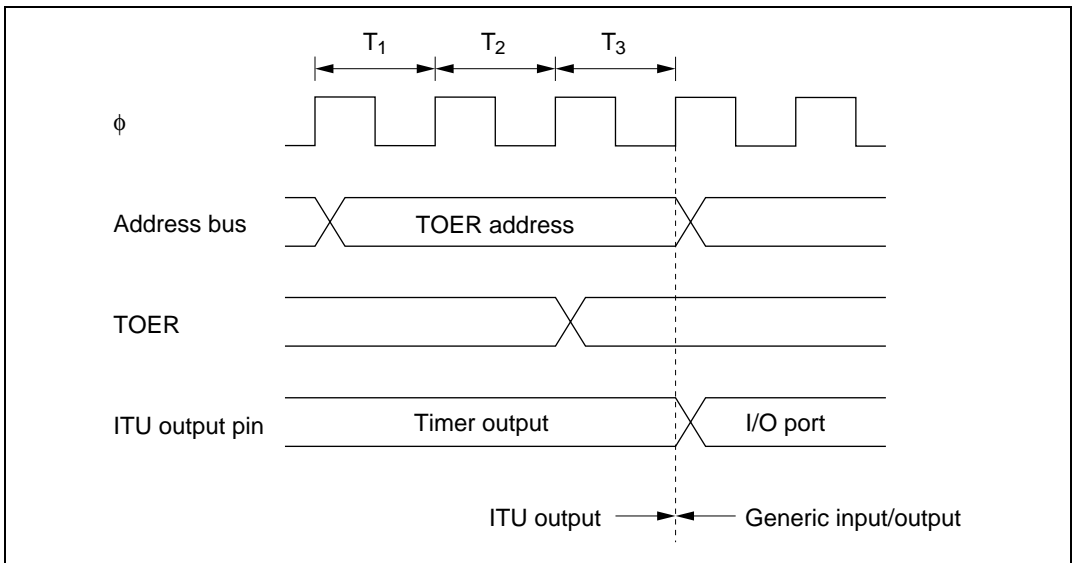 T1 T2 T3
φ
Address bus TOER address
TOER
ITU output pin Timer output I/O port
ITU output Generic input/output